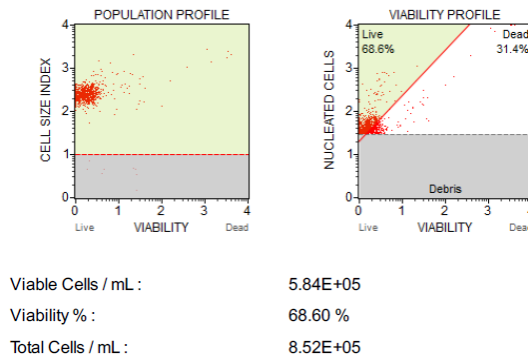 POPULATION PROFILE
4
3
2
1
0
CELL SIZE INDEX
0 1 2 3 4
Live VIABILITY Dead
VIABILITY PROFILE
4
3
2
1
0
NUCLEATED CELLS
Live
68.6%
Dead
31.4%
Debris
0 1 2 3 4
Live VIABILITY Dead
Viable Cells / mL : 5.84E+05
Viability % : 68.60 %
Total Cells / mL : 8.52E+05